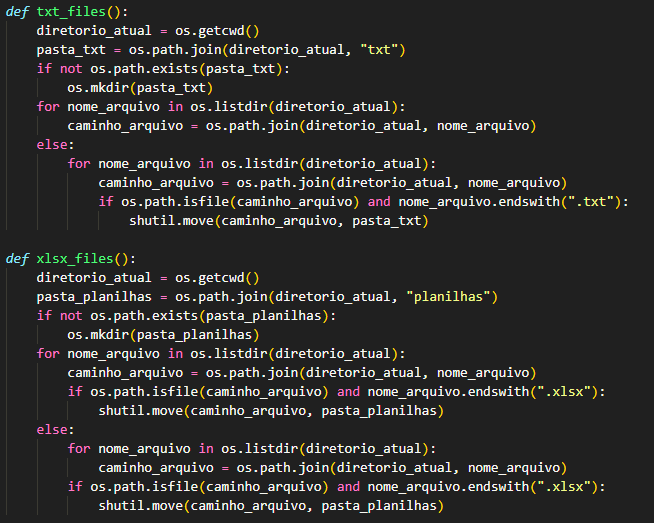 def txt_files():
    diretorio_atual = os.getcwd()
    pasta_txt = os.path.join(diretorio_atual, "txt")
    if not os.path.exists(pasta_txt):
        os.mkdir(pasta_txt)
    for nome_arquivo in os.listdir(diretorio_atual):
        caminho_arquivo = os.path.join(diretorio_atual, nome_arquivo)
    else:
        for nome_arquivo in os.listdir(diretorio_atual):
            caminho_arquivo = os.path.join(diretorio_atual, nome_arquivo)
            if os.path.isfile(caminho_arquivo) and nome_arquivo.endswith(".txt"):
                shutil.move(caminho_arquivo, pasta_txt)

def xlsx_files():
    diretorio_atual = os.getcwd()
    pasta_planilhas = os.path.join(diretorio_atual, "planilhas")
    if not os.path.exists(pasta_planilhas):
        os.mkdir(pasta_planilhas)
    for nome_arquivo in os.listdir(diretorio_atual):
        caminho_arquivo = os.path.join(diretorio_atual, nome_arquivo)
        if os.path.isfile(caminho_arquivo) and nome_arquivo.endswith(".xlsx"):
            shutil.move(caminho_arquivo, pasta_planilhas)
    else:
        for nome_arquivo in os.listdir(diretorio_atual):
            caminho_arquivo = os.path.join(diretorio_atual, nome_arquivo)
        if os.path.isfile(caminho_arquivo) and nome_arquivo.endswith(".xlsx"):
            shutil.move(caminho_arquivo, pasta_planilhas)